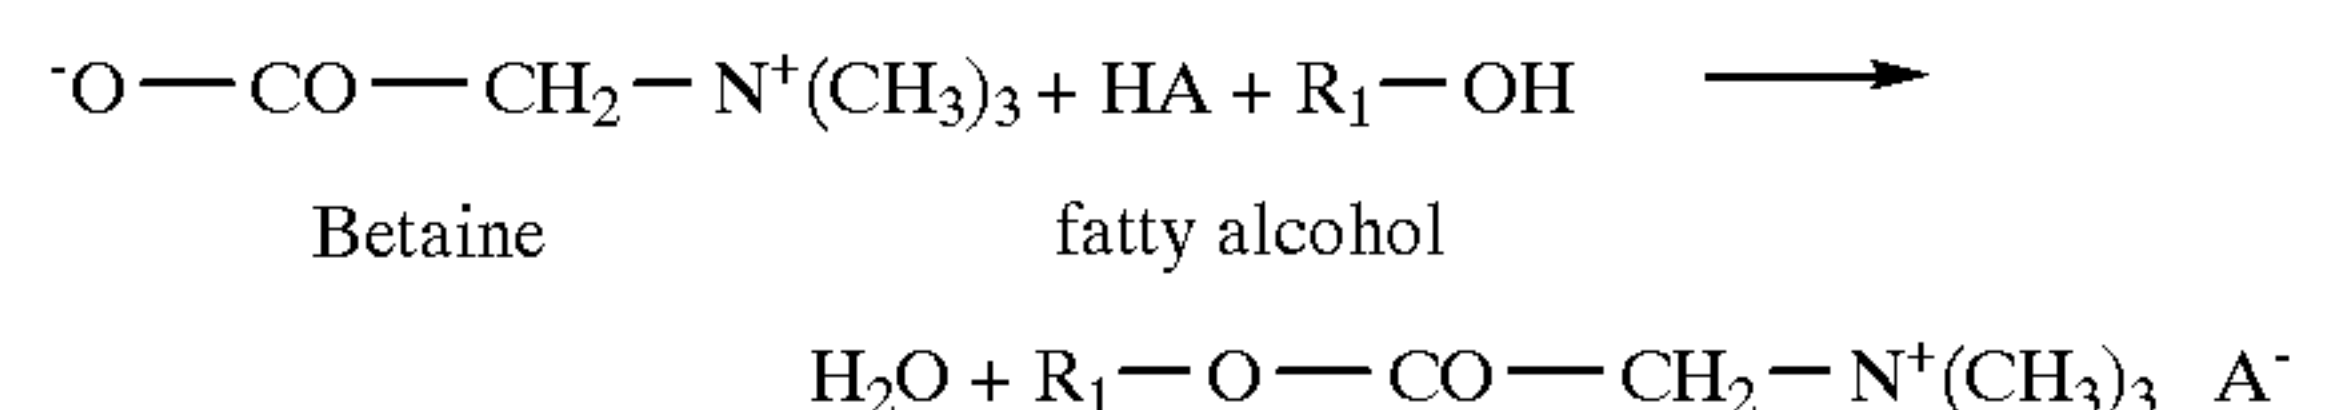 ⁻O—CO—CH₂—N⁺(CH₃)₃ + HA + R₁—OH ⟶
Betaine fatty alcohol
H₂O + R₁—O—CO—CH₂—N⁺(CH₃)₃ A⁻